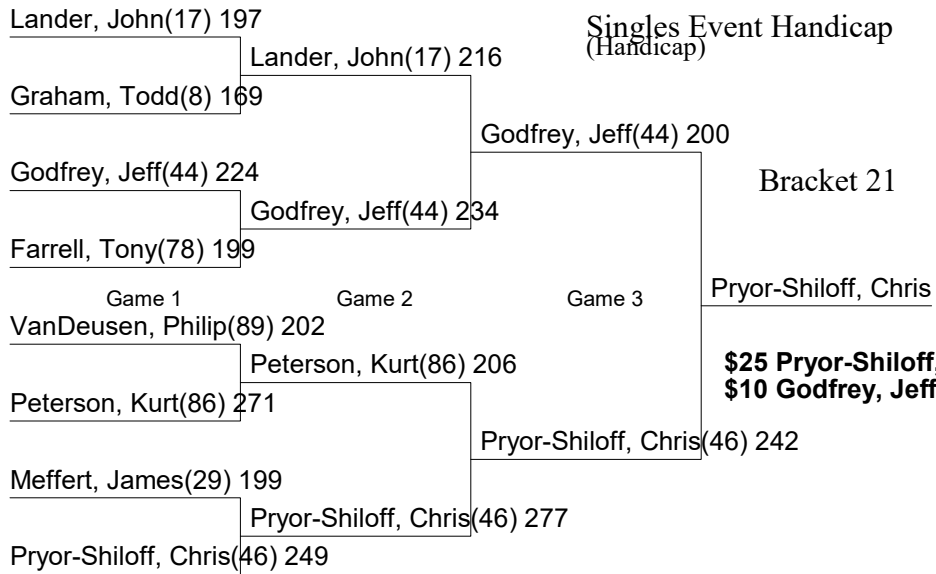 Lander, John(17) 197
Singles Event Handicap
(Handicap)
Lander, John(17) 216
Graham, Todd(8) 169
Godfrey, Jeff(44) 200
Godfrey, Jeff(44) 224
Bracket 21
Godfrey, Jeff(44) 234
Farrell, Tony(78) 199
Game 1
Game 2
Game 3
Pryor-Shiloff, Chris
VanDeusen, Philip(89) 202
Peterson, Kurt(86) 206
$25 Pryor-Shiloff,
$10 Godfrey, Jeff
Peterson, Kurt(86) 271
Pryor-Shiloff, Chris(46) 242
Meffert, James(29) 199
Pryor-Shiloff, Chris(46) 277
Pryor-Shiloff, Chris(46) 249